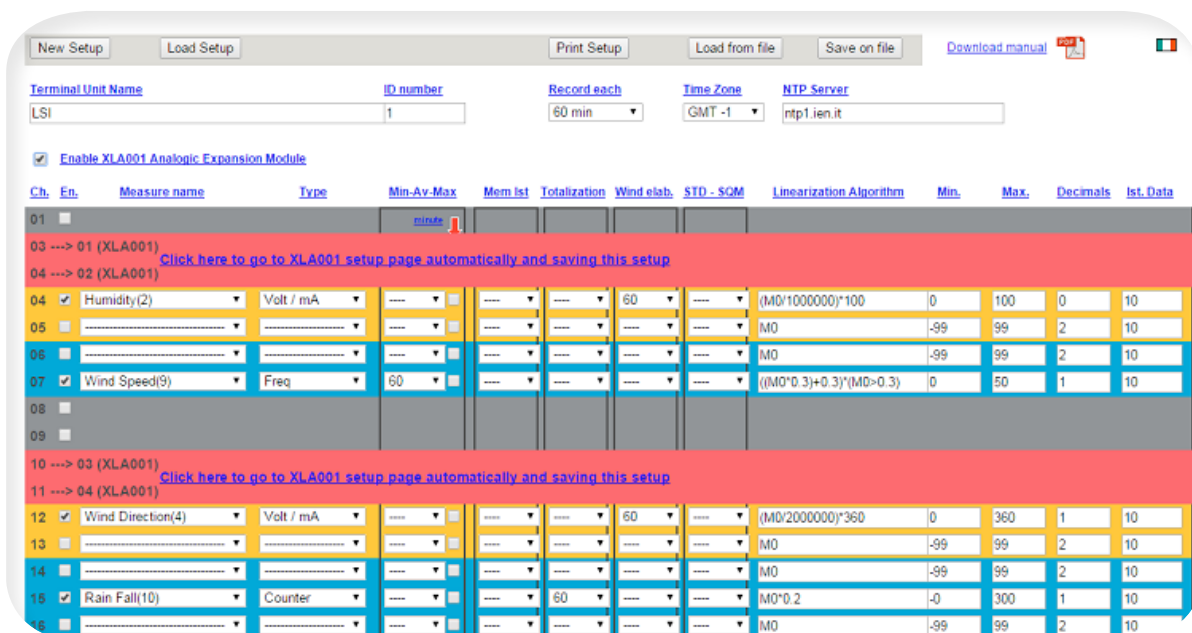 New Setup Load Setup Print Setup Load from file Save on file Download manual PDF
Terminal Unit Name ID number Record each Time Zone NTP Server
LSI 1 60 min GMT -1 ntp1.ien.it
Enable XLA001 Analogic Expansion Module
Ch. En. Measure name Type Min-Av-Max Mem Ist Totalization Wind elab. STD - SQM Linearization Algorithm Min. Max. Decimals Ist. Data
01 minute
03 ---> 01 (XLA001)
Click here to go to XLA001 setup page automatically and saving this setup
04 ---> 02 (XLA001)
04 Humidity(2) Volt / mA ---- ---- ---- 60 ---- (M0/1000000)*100 0 100 0 10
05 ---------------------------------- -------------------- ---- ---- ---- ---- ---- M0 -99 99 2 10
06 ---------------------------------- -------------------- ---- ---- ---- ---- ---- M0 -99 99 2 10
07 Wind Speed(9) Freq 60 ---- ---- ---- ---- ((M0*0.3)+0.3)*(M0>0.3) 0 50 1 10
08
09
10 ---> 03 (XLA001)
Click here to go to XLA001 setup page automatically and saving this setup
11 ---> 04 (XLA001)
12 Wind Direction(4) Volt / mA ---- ---- ---- 60 ---- (M0/2000000)*360 0 360 1 10
13 ---------------------------------- -------------------- ---- ---- ---- ---- ---- M0 -99 99 2 10
14 ---------------------------------- -------------------- ---- ---- ---- ---- ---- M0 -99 99 2 10
15 Rain Fall(10) Counter ---- ---- 60 ---- ---- M0*0.2 -0 300 1 10
16 ---------------------------------- -------------------- ---- ---- ---- ---- ---- M0 -99 99 2 10